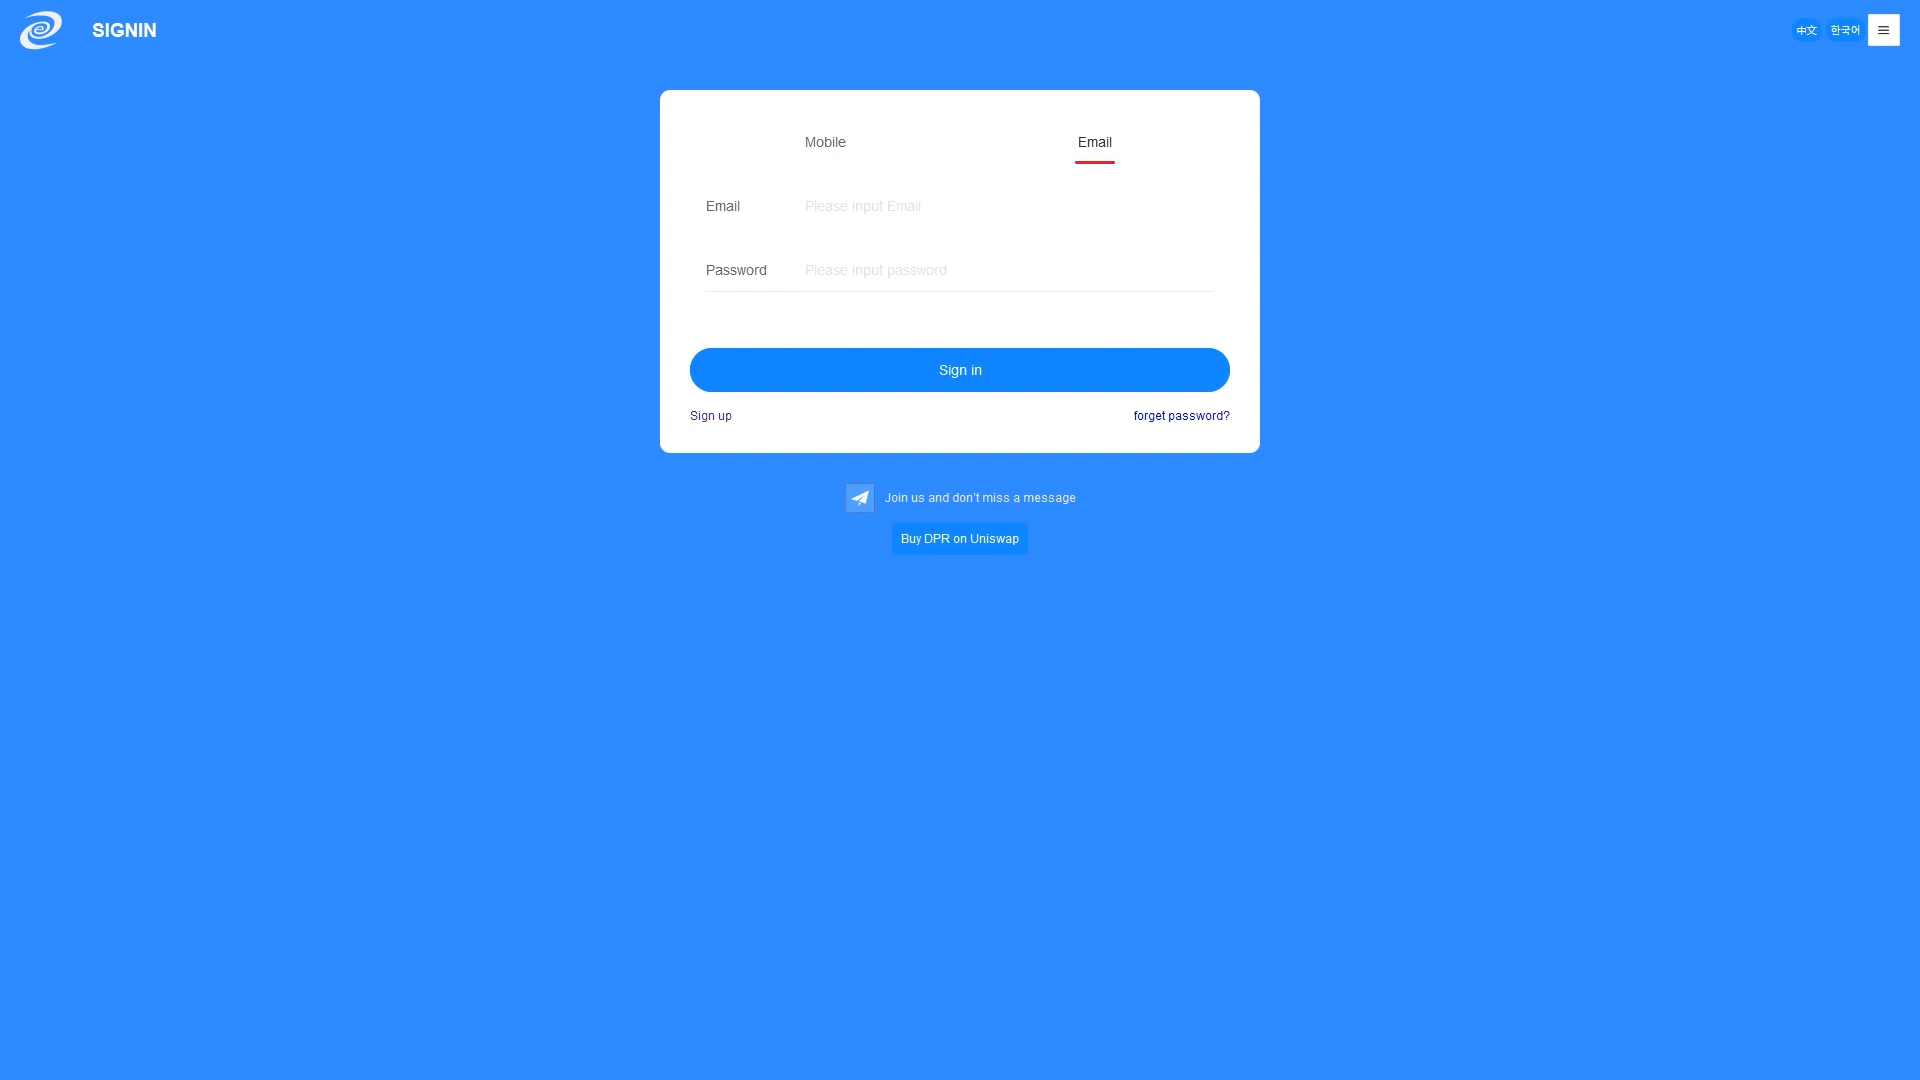 SIGNIN
中文
한국어
Mobile
Email
Email
Please input Email
Password
Please input password
Sign in
Sign up
forget password?
Join us and don't miss a message
Buy DPR on Uniswap